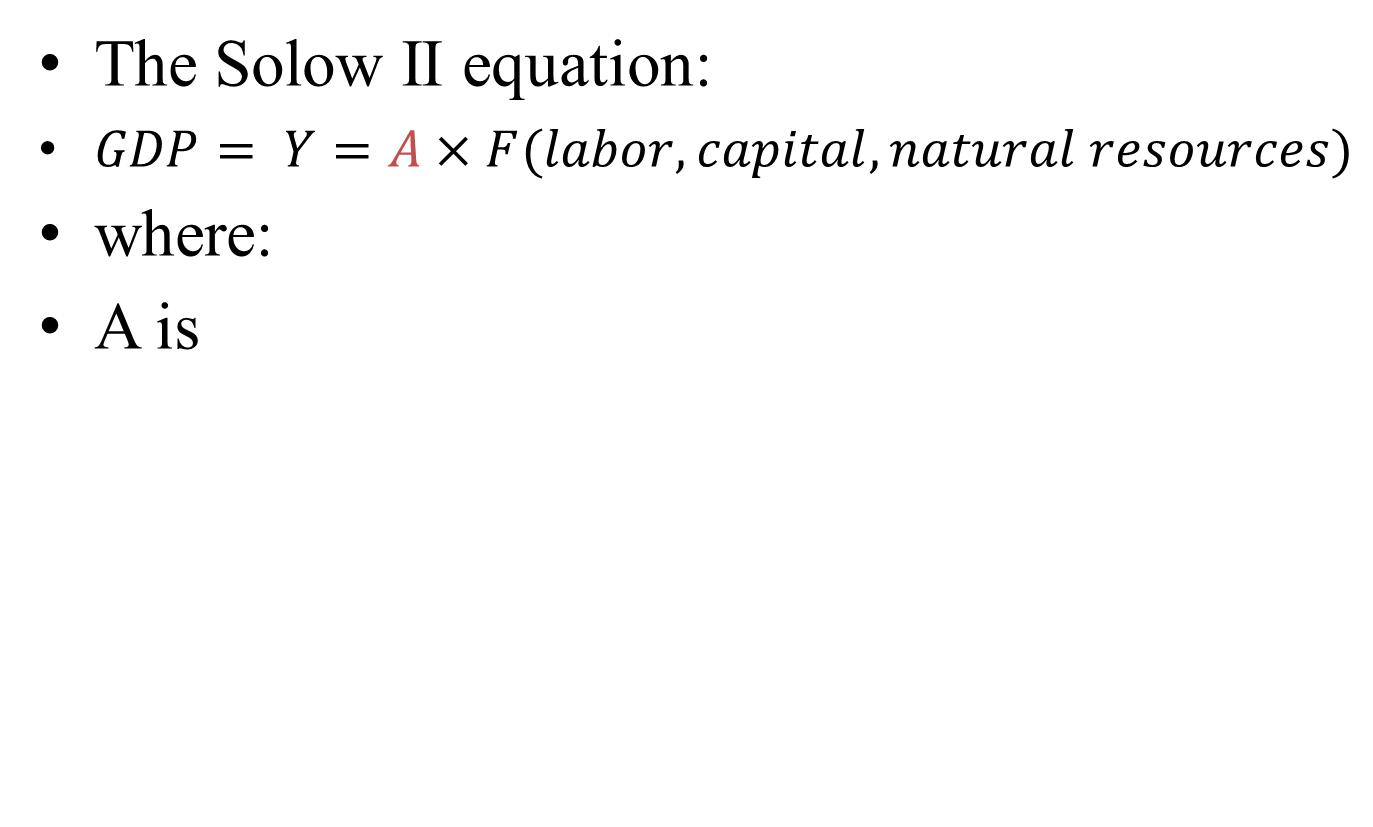 • The Solow II equation:
• GDP = Y = A × F(labor, capital, natural resources)
• where:
• A is